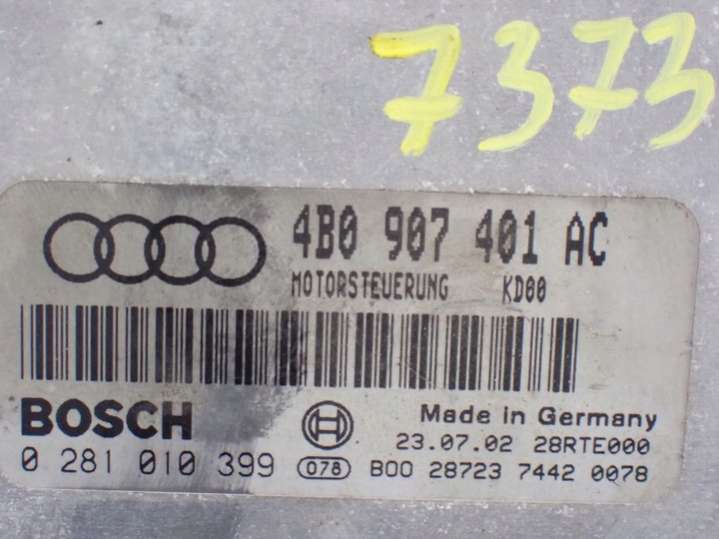 7373
4B0 907 401 AC
MOTORSTEUERUNG KD00
BOSCH
Made in Germany
23.07.02 28RTE000
0 281 010 399 078 B00 28723 7442 0078